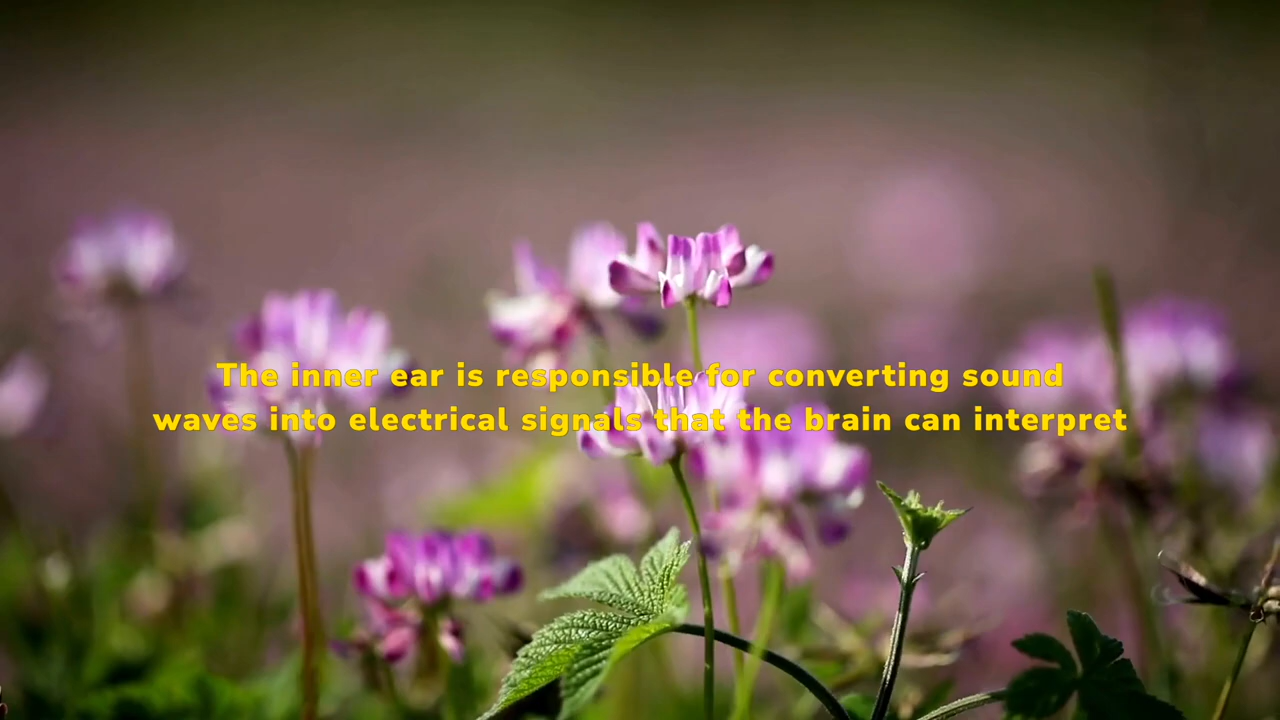 The inner ear is responsible for converting sound
waves into electrical signals that the brain can interpret